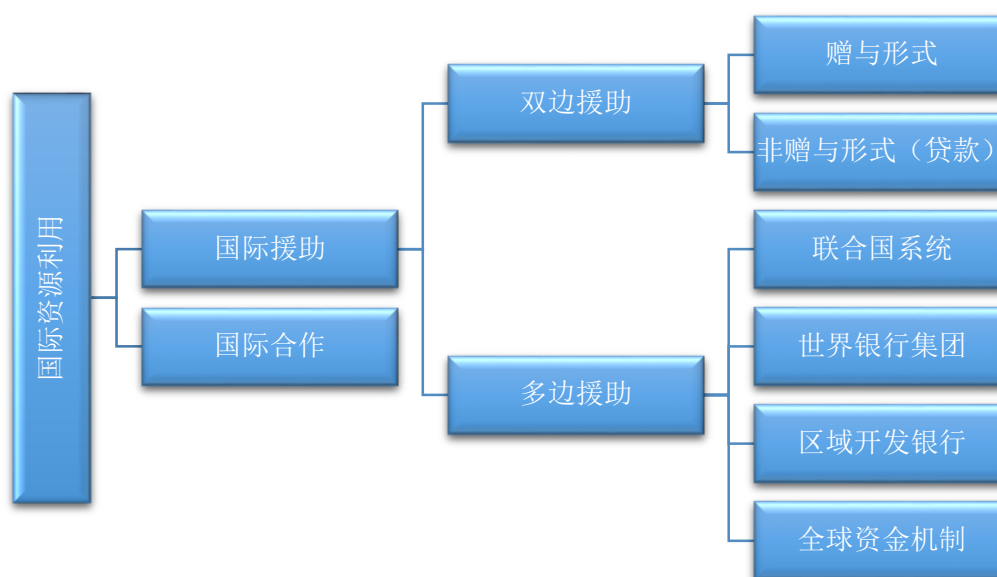 国际资源利用
国际援助
国际合作
双边援助
多边援助
赠与形式
非赠与形式（贷款）
联合国系统
世界银行集团
区域开发银行
全球资金机制